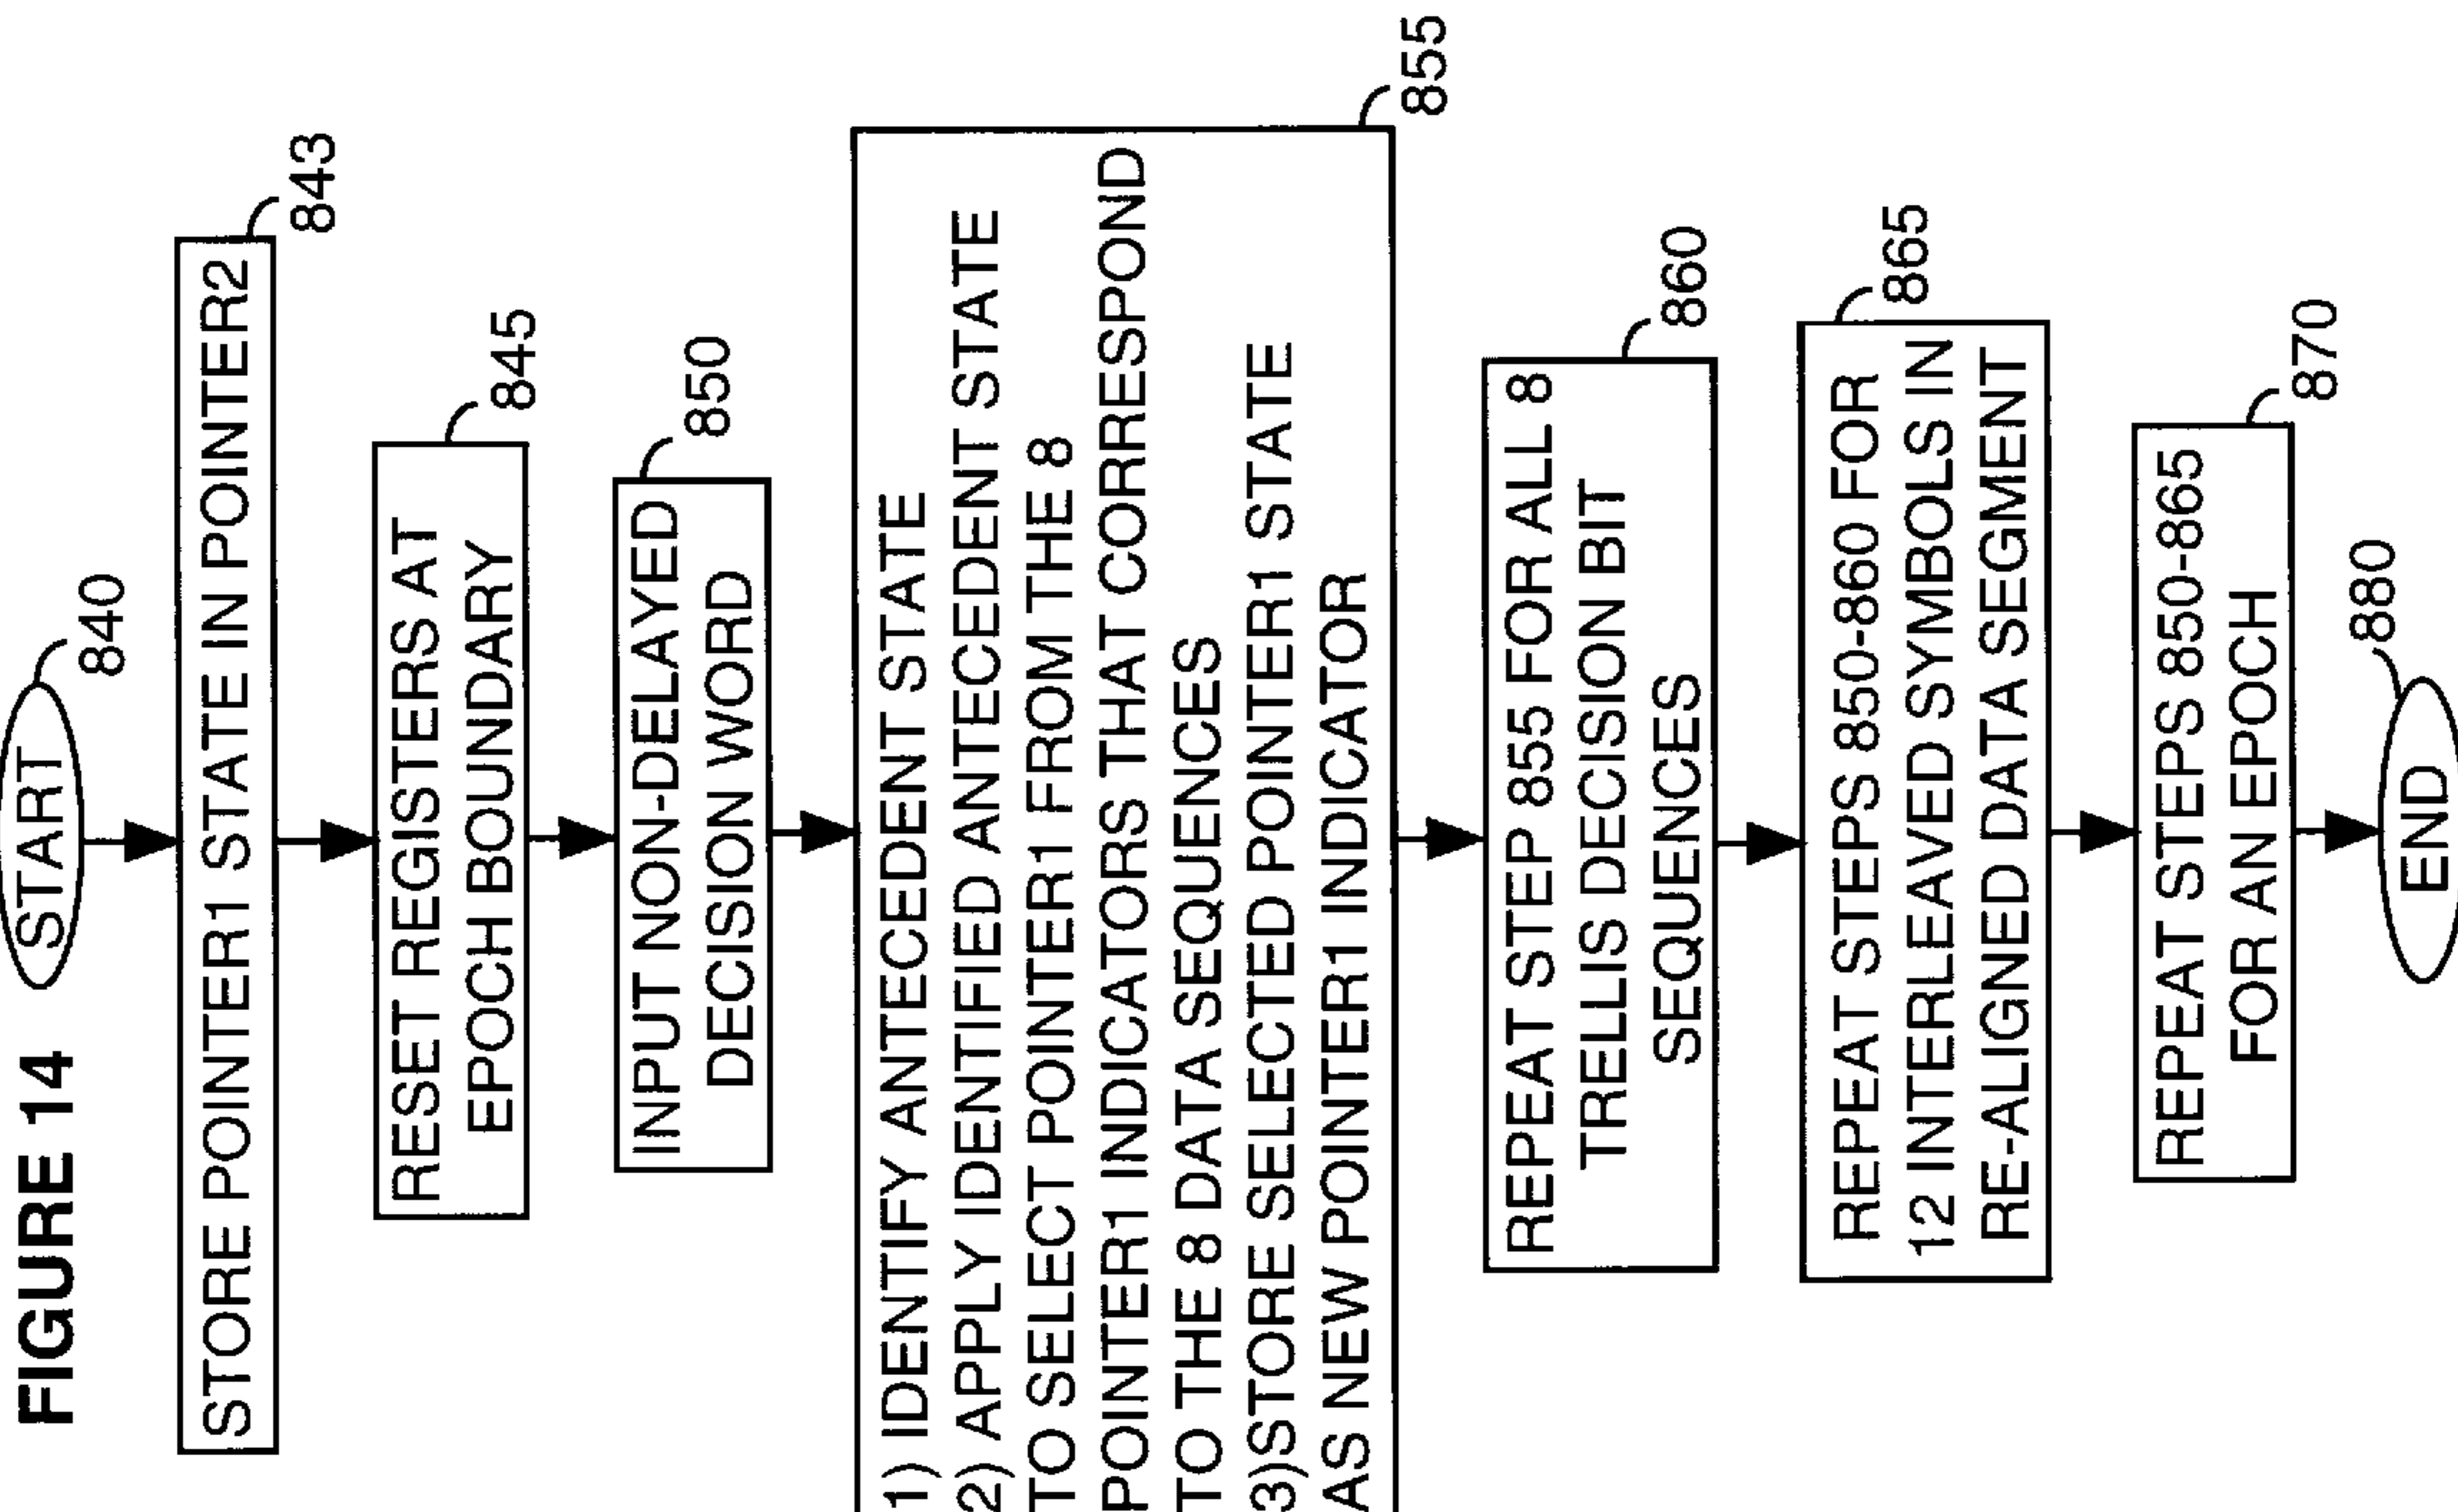 FIGURE 14
START
840
STORE POINTER1 STATE IN POINTER2
843
RESET REGISTERS AT
EPOCH BOUNDARY
845
INPUT NON-DELAYED
DECISION WORD
850
1) IDENTIFY ANTECEDENT STATE
2) APPLY IDENTIFIED ANTECEDENT STATE
TO SELECT POINTER1 FROM THE 8
POINTER1 INDICATORS THAT CORRESPOND
TO THE 8 DATA SEQUENCES
3)STORE SELECTED POINTER1 STATE
AS NEW POINTER1 INDICATOR
855
REPEAT STEP 855 FOR ALL 8
TRELLIS DECISION BIT
SEQUENCES
860
REPEAT STEPS 850-860 FOR
12 INTERLEAVED SYMBOLS IN
RE-ALIGNED DATA SEGMENT
865
REPEAT STEPS 850-865
FOR AN EPOCH
870
END
880